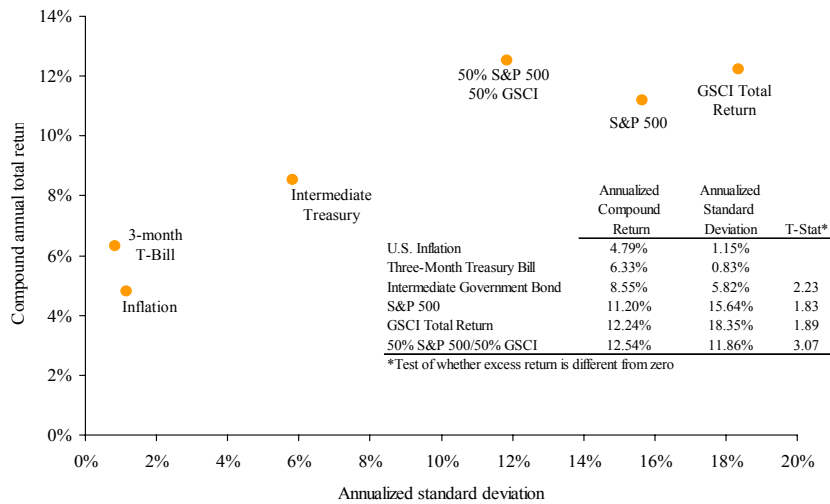 14%
12%
10%
8%
6%
4%
2%
0%
Compound annual total return
50% S&P 500
50% GSCI
GSCI Total
Return
S&P 500
Intermediate
Treasury
3-month
T-Bill
Inflation
Annualized Compound Return Annualized Standard Deviation T-Stat*
U.S. Inflation 4.79% 1.15%
Three-Month Treasury Bill 6.33% 0.83%
Intermediate Government Bond 8.55% 5.82% 2.23
S&P 500 11.20% 15.64% 1.83
GSCI Total Return 12.24% 18.35% 1.89
50% S&P 500/50% GSCI 12.54% 11.86% 3.07
*Test of whether excess return is different from zero
0% 2% 4% 6% 8% 10% 12% 14% 16% 18% 20%
Annualized standard deviation